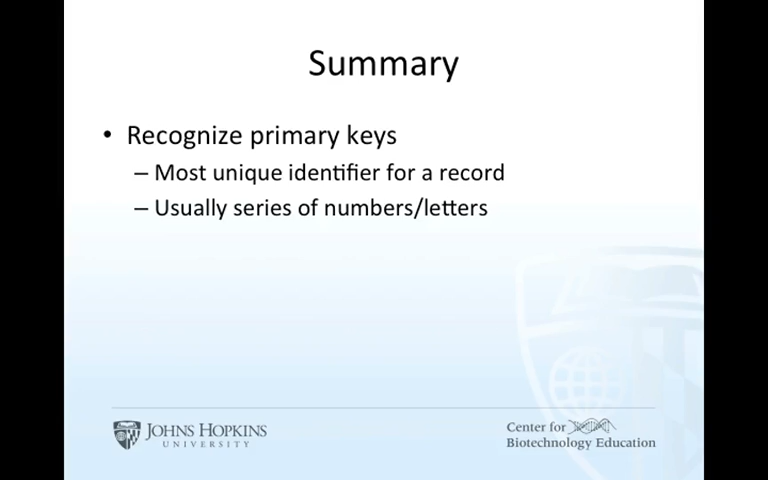 Summary
• Recognize primary keys
– Most unique identifier for a record
– Usually series of numbers/letters
JOHNS HOPKINS
UNIVERSITY
Center for
Biotechnology Education